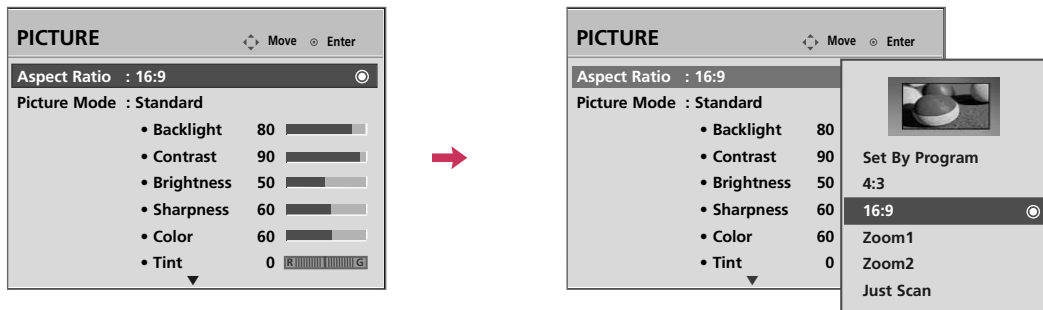 PICTURE Move Enter
Aspect Ratio : 16:9
Picture Mode : Standard
• Backlight 80
• Contrast 90
• Brightness 50
• Sharpness 60
• Color 60
• Tint 0 R G
PICTURE Move Enter
Aspect Ratio : 16:9
Picture Mode : Standard
• Backlight 80
• Contrast 90
• Brightness 50
• Sharpness 60
• Color 60
• Tint 0
Set By Program
4:3
16:9
Zoom1
Zoom2
Just Scan